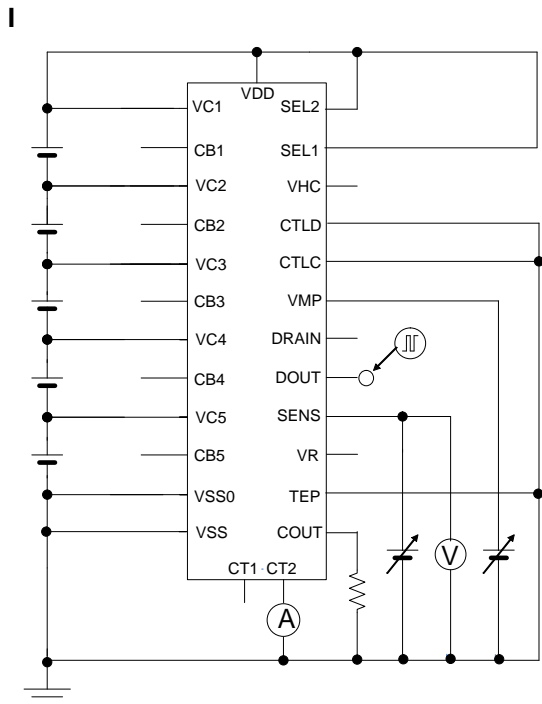 I
VDD
VC1
SEL2
CB1
SEL1
VC2
VHC
CB2
CTLD
VC3
CTLC
CB3
VMP
VC4
DRAIN
CB4
DOUT
VC5
SENS
CB5
VR
VSS0
TEP
VSS
COUT
V
CT1
CT2
A